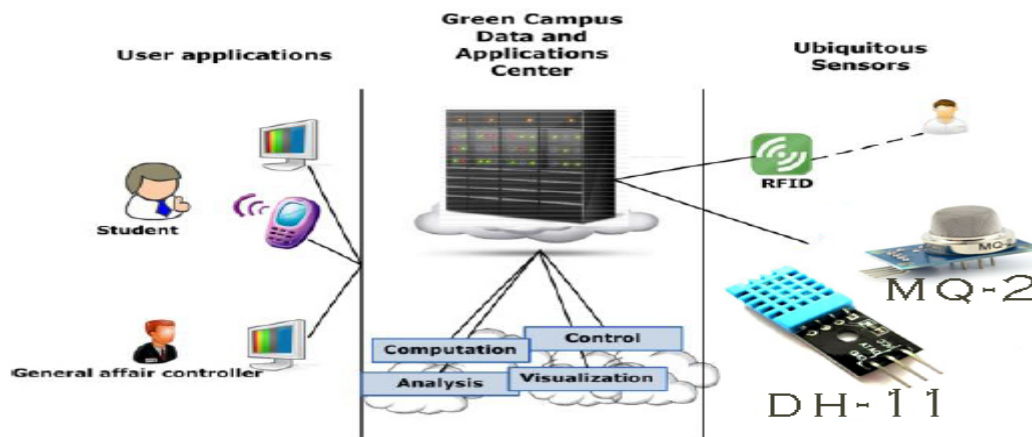 User applications
Green Campus
Data and
Applications
Center
Ubiquitous
Sensors
Student
General affair controller
Computation
Control
Analysis
Visualization
RFID
MQ-2
DH-11